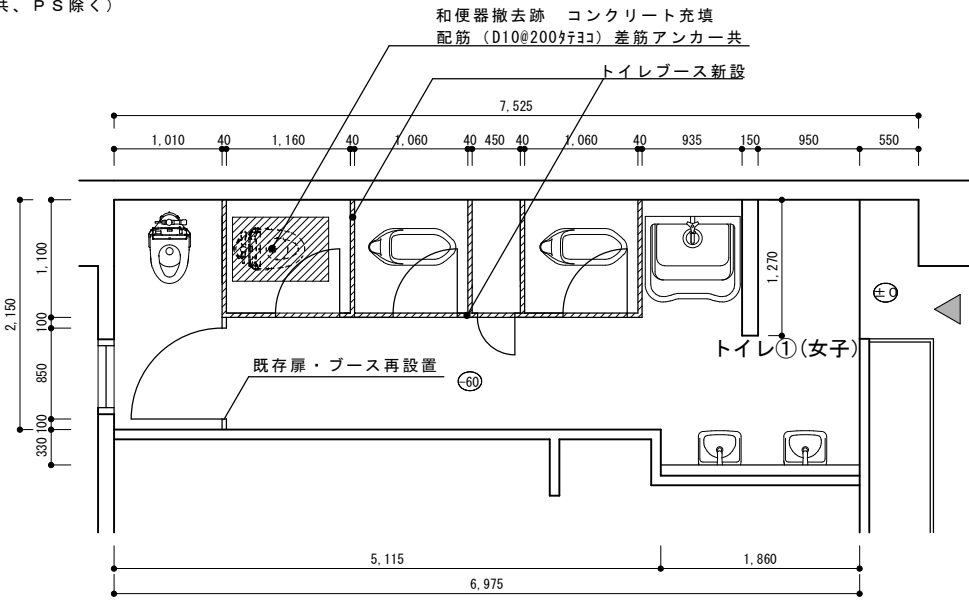 共、ＰＳ除く）
和便器撤去跡　コンクリート充填
配筋（D10@200ﾀﾃﾖｺ）差筋アンカー共
トイレブース新設
7,525
1,010 40 1,160 40 1,060 40 450 40 1,060 40 935 150 950 550
1,100
2,150
100
850
100
330
1,270
±0
トイレ①(女子)
既存扉・ブース再設置
-60
5,115 1,860
6,975